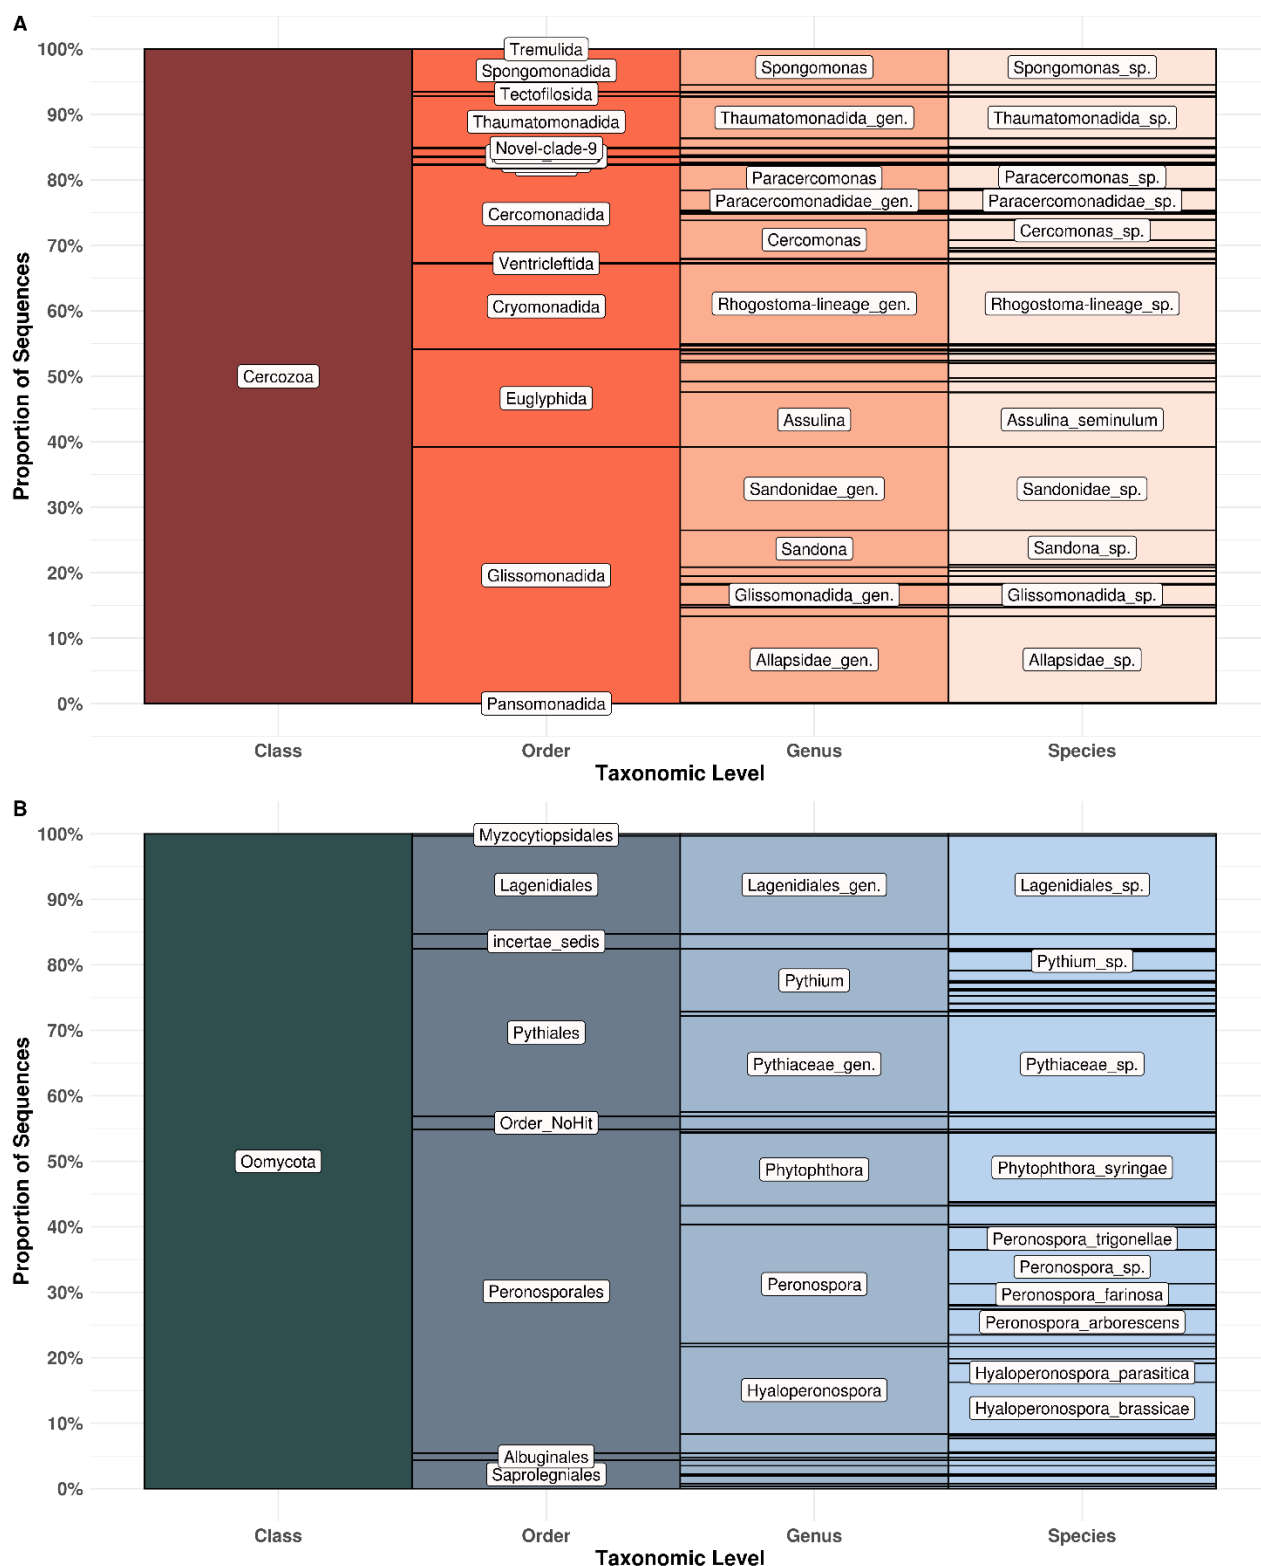 A
100%
90%
80%
70%
60%
50%
40%
30%
20%
10%
0%
Proportion of Sequences
Cercozoa
Tremulida
Spongomonadida
Tectofilosida
Thaumatomonadida
Novel-clade-9
Cercomonadida
Ventricleftida
Cryomonadida
Euglyphida
Glissomonadida
Pansomonadida
Spongomonas
Thaumatomonadida_gen.
Paracercomonas
Paracercomonadidae_gen.
Cercomonas
Rhogostoma-lineage_gen.
Assulina
Sandonidae_gen.
Sandona
Glissomonadida_gen.
Allapsidae_gen.
Spongomonas_sp.
Thaumatomonadida_sp.
Paracercomonas_sp.
Paracercomonadidae_sp.
Cercomonas_sp.
Rhogostoma-lineage_sp.
Assulina_seminulum
Sandonidae_sp.
Sandona_sp.
Glissomonadida_sp.
Allapsidae_sp.
Class
Order
Genus
Species
Taxonomic Level
B
100%
90%
80%
70%
60%
50%
40%
30%
20%
10%
0%
Proportion of Sequences
Oomycota
Myzocytiopsidales
Lagenidiales
incertae_sedis
Pythiales
Order_NoHit
Peronosporales
Albuginales
Saprolegniales
Lagenidiales_gen.
Pythium
Pythiaceae_gen.
Phytophthora
Peronospora
Hyaloperonospora
Lagenidiales_sp.
Pythium_sp.
Pythiaceae_sp.
Phytophthora_syringae
Peronospora_trigonellae
Peronospora_sp.
Peronospora_farinosa
Peronospora_arborescens
Hyaloperonospora_parasitica
Hyaloperonospora_brassicae
Class
Order
Genus
Species
Taxonomic Level